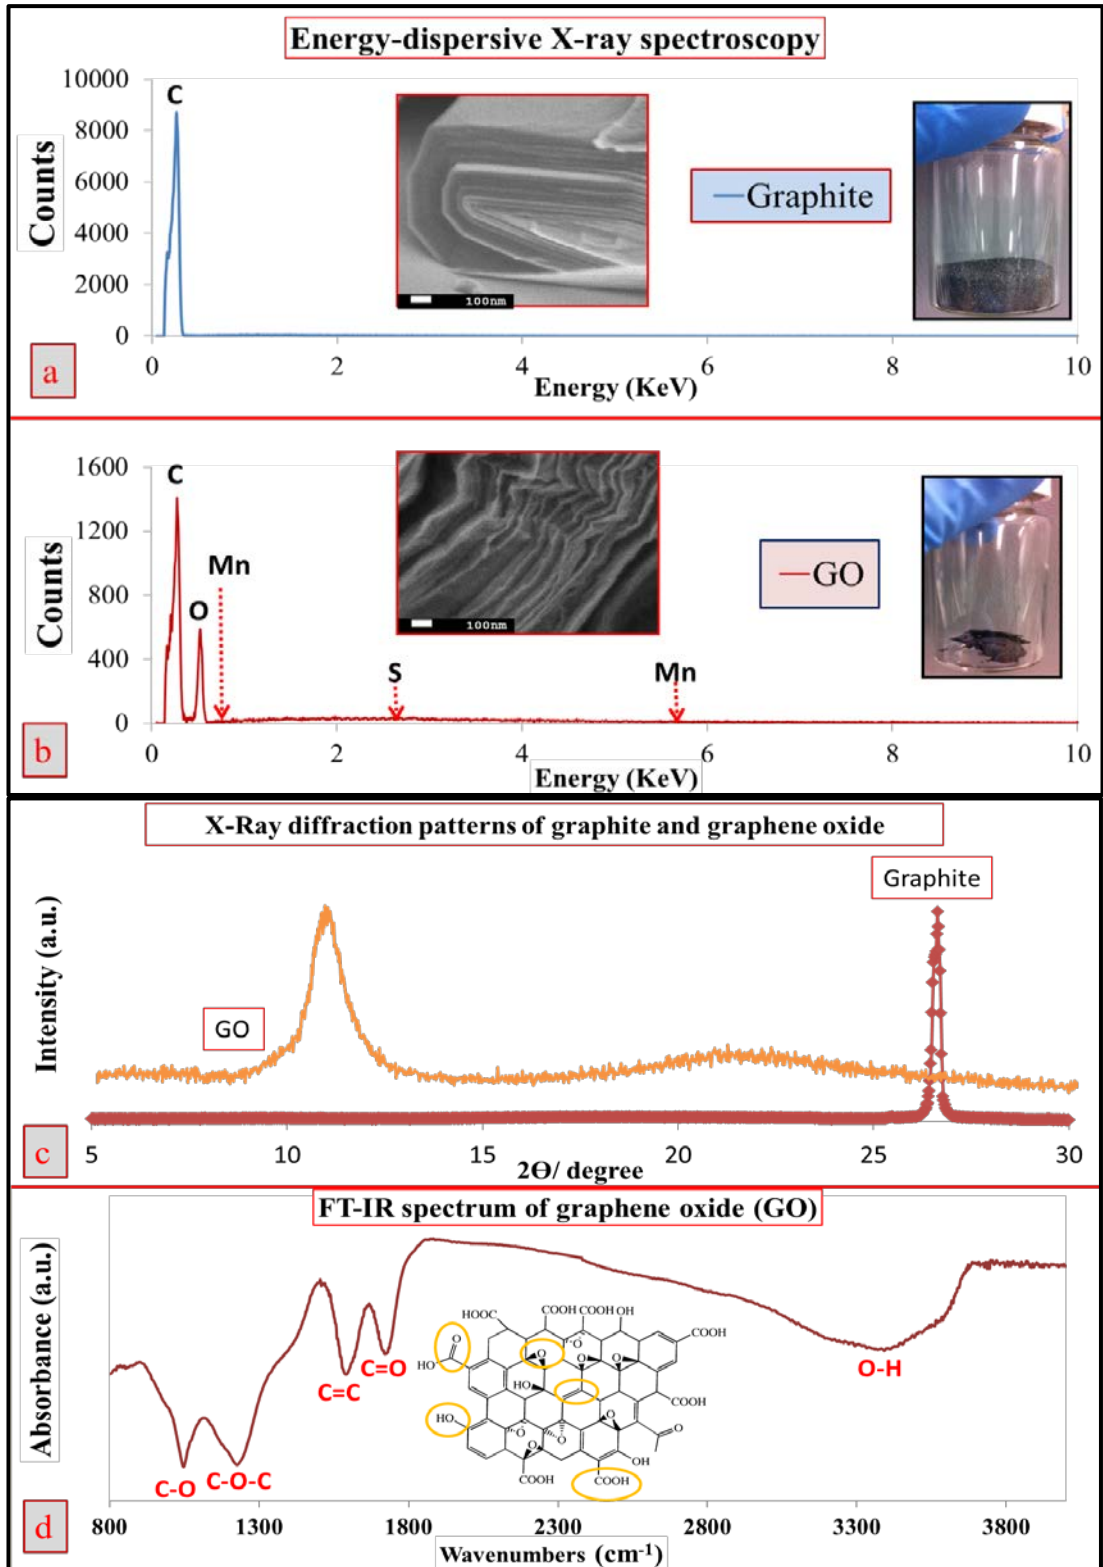 Energy-dispersive X-ray spectroscopy
10000
8000
6000
4000
2000
0
Counts
C
100nm
Graphite
0 2 4 6 8 10
Energy (KeV)
a
1600
1200
800
400
0
Counts
C
O
Mn
S
Mn
100nm
GO
0 2 4 6 8 10
Energy (KeV)
b
X-Ray diffraction patterns of graphite and graphene oxide
Intensity (a.u.)
GO
Graphite
5 10 15 20 25 30
2Θ/ degree
c
FT-IR spectrum of graphene oxide (GO)
Absorbance (a.u.)
C-O
C-O-C
C=C
C=O
O-H
HOOC
COOH
COOH
OH
COOH
O
HO
O
O
O
O
O
HO
COOH
HO
O
O
O
O
O
OH
COOH
COOH
800 1300 1800 2300 2800 3300 3800
Wavenumbers (cm⁻¹)
d